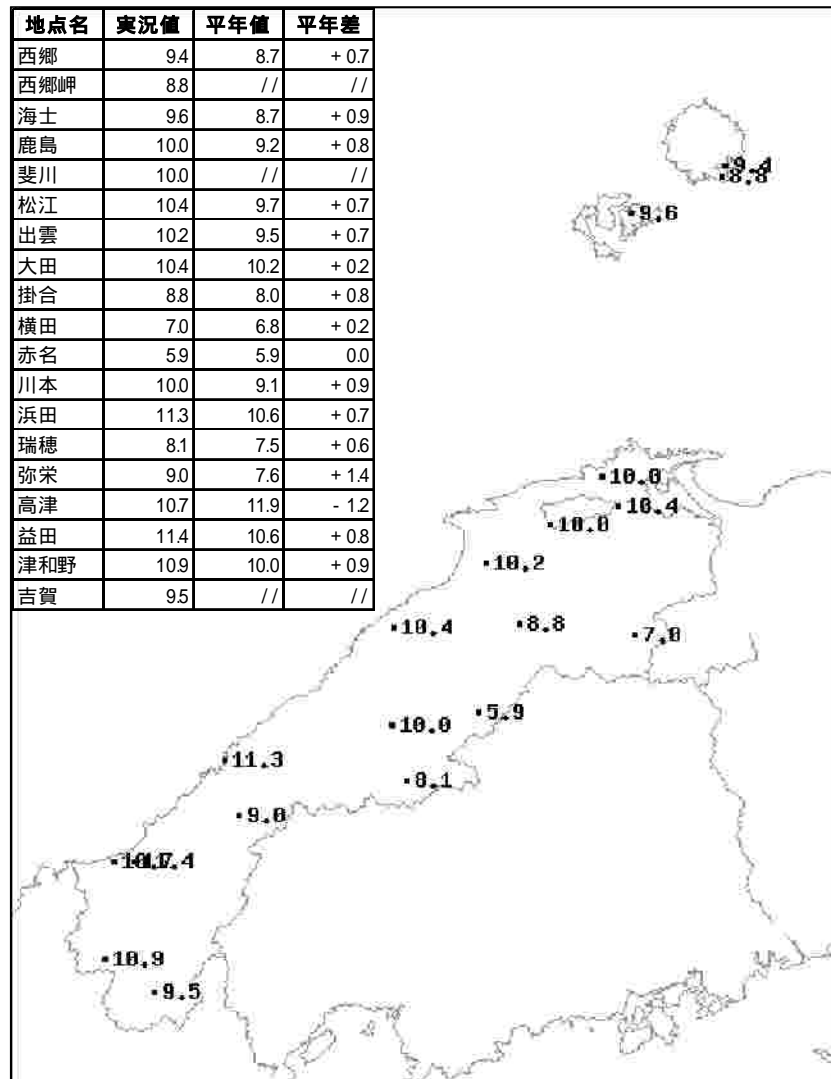 地点名 実況値 平年値 平年差
西郷 9.4 8.7 + 0.7
西郷岬 8.8 // //
海士 9.6 8.7 + 0.9
鹿島 10.0 9.2 + 0.8
斐川 10.0 // //
松江 10.4 9.7 + 0.7
出雲 10.2 9.5 + 0.7
大田 10.4 10.2 + 0.2
掛合 8.8 8.0 + 0.8
横田 7.0 6.8 + 0.2
赤名 5.9 5.9 0.0
川本 10.0 9.1 + 0.9
浜田 11.3 10.6 + 0.7
瑞穂 8.1 7.5 + 0.6
弥栄 9.0 7.6 + 1.4
高津 10.7 11.9 - 1.2
益田 11.4 10.6 + 0.8
津和野 10.9 10.0 + 0.9
吉賀 9.5 // //
9.4
8.8
9.6
10.0
10.4
10.0
10.2
10.4 8.8 7.0
5.9
10.0
11.3
8.1
9.0
10.9
9.5